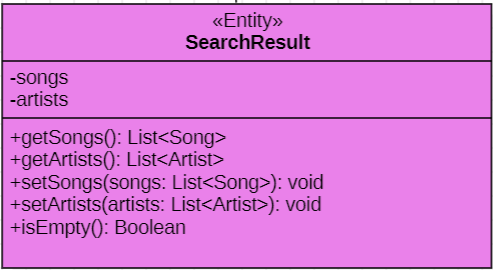 «Entity»
SearchResult
-songs
-artists
+getSongs(): List<Song>
+getArtists(): List<Artist>
+setSongs(songs: List<Song>): void
+setArtists(artists: List<Artist>): void
+isEmpty(): Boolean